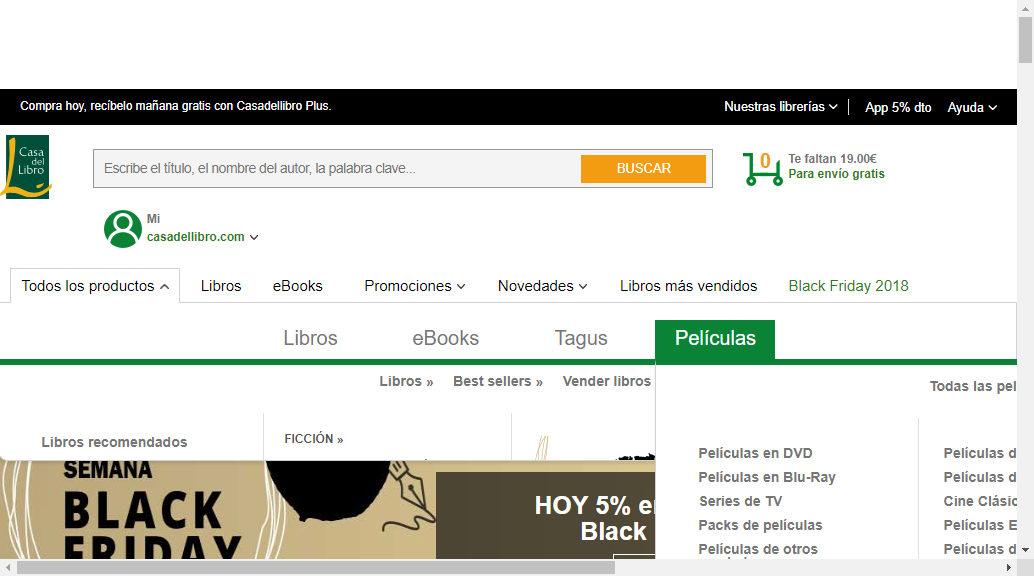 Compra hoy, recíbelo mañana gratis con Casadellibro Plus.
Nuestras librerías
App 5% dto
Ayuda
Casa
del
Libro
Escribe el título, el nombre del autor, la palabra clave...
BUSCAR
0
Te faltan 19.00€
Para envío gratis
Mi
casadellibro.com
Todos los productos
Libros
eBooks
Promociones
Novedades
Libros más vendidos
Black Friday 2018
Libros
eBooks
Tagus
Películas
Libros »
Best sellers »
Vender libros
Todas las pel
Libros recomendados
FICCIÓN »
Películas en DVD
Películas en Blu-Ray
Series de TV
Packs de películas
Películas de otros
Películas d
Películas d
Cine Clásic
Películas E
Películas d
SEMANA
BLACK
FRIDAY
HOY 5% en
Black